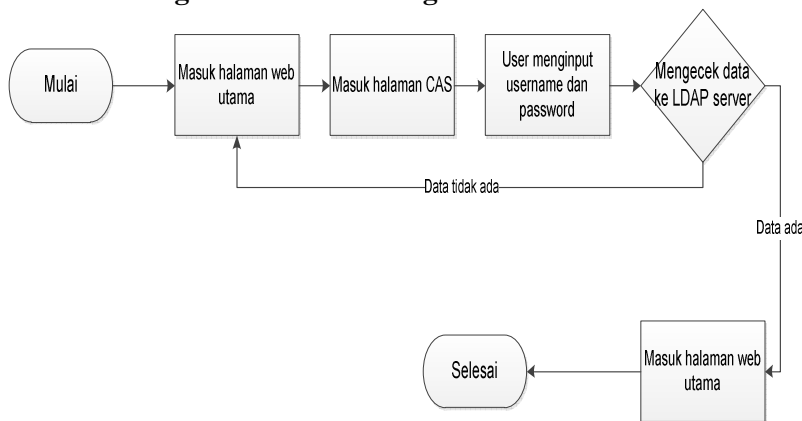 Mulai
Masuk halaman web
utama
Masuk halaman CAS
User menginput
username dan
password
Mengecek data
ke LDAP server
Data tidak ada
Data ada
Masuk halaman web
utama
Selesai